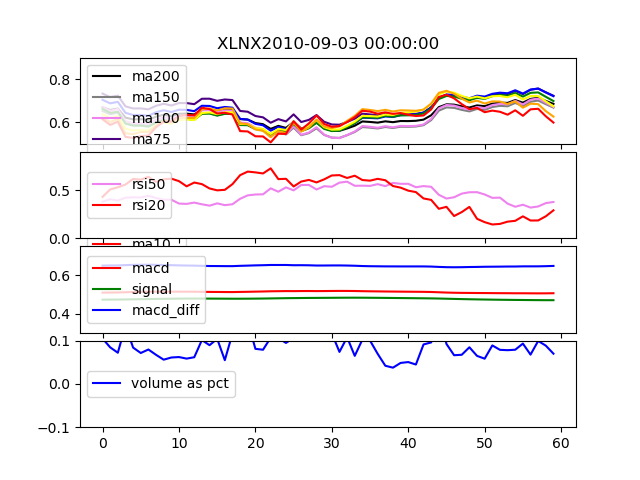 XLNX2010-09-03 00:00:00
0.8
0.6
ma200
ma150
ma100
ma75
0.5
0.0
rsi50
rsi20
ma10
0.6
0.4
macd
signal
macd_diff
0.1
0.0
−0.1
volume as pct
0 10 20 30 40 50 60